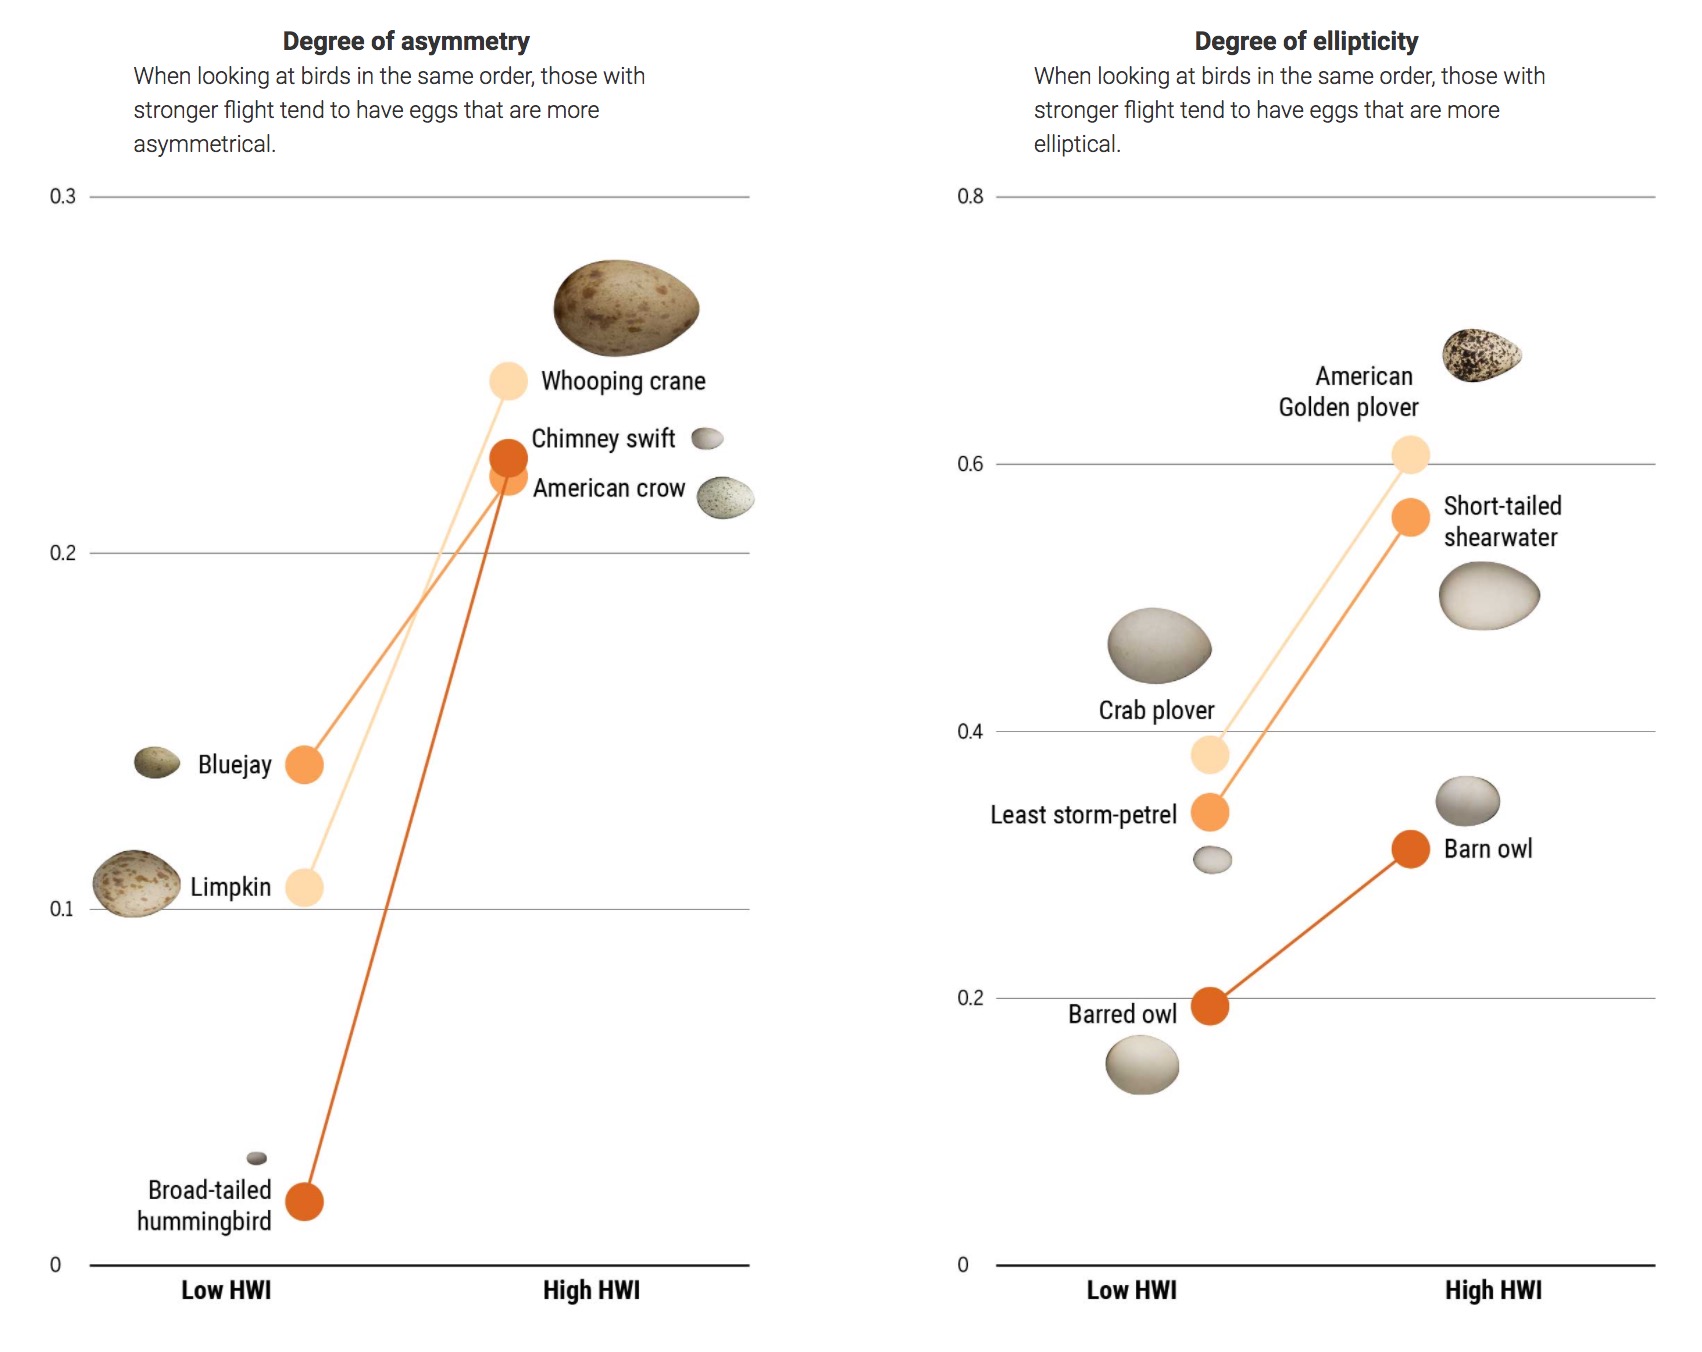 Degree of asymmetry
When looking at birds in the same order, those with
stronger flight tend to have eggs that are more
asymmetrical.
0.3
Whooping crane
Chimney swift
American crow
0.2
Bluejay
Limpkin
0.1
Broad-tailed
hummingbird
0
Low HWI
High HWI
Degree of ellipticity
When looking at birds in the same order, those with
stronger flight tend to have eggs that are more
elliptical.
0.8
American
Golden plover
0.6
Short-tailed
shearwater
Crab plover
0.4
Least storm-petrel
Barn owl
0.2
Barred owl
0
Low HWI
High HWI